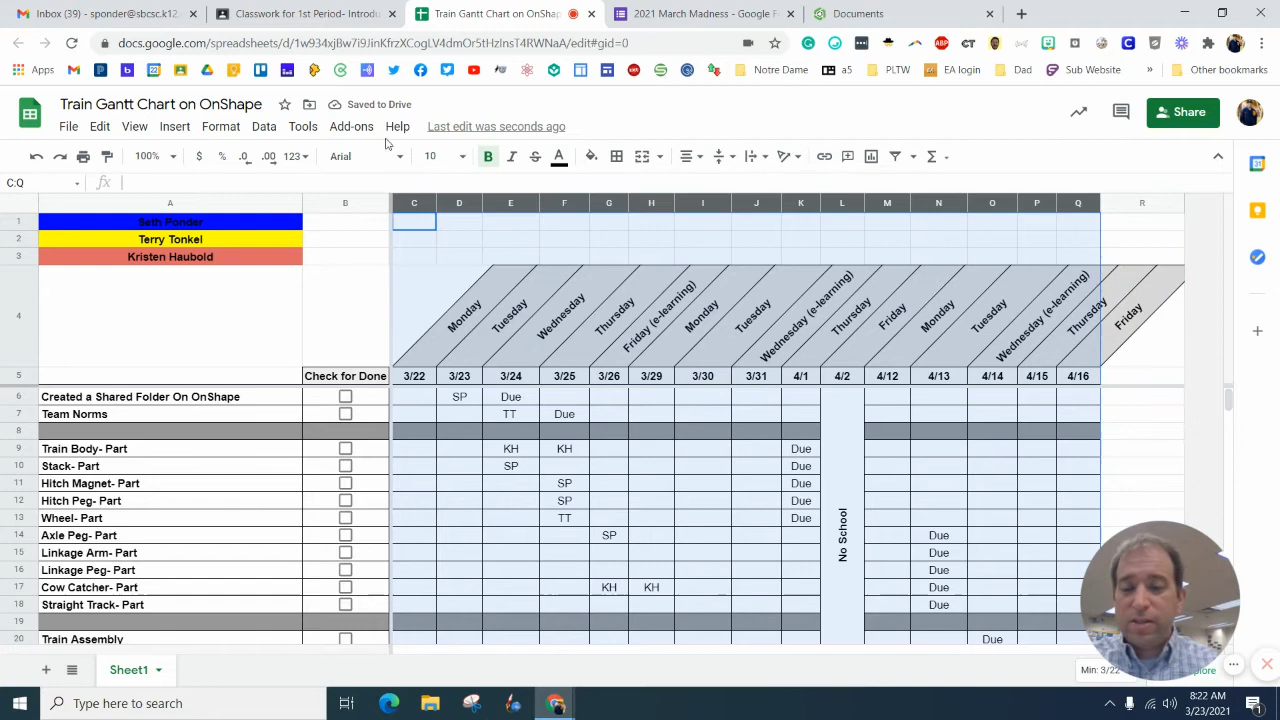 Inbox (39) - sponder@sbcsc.k12
Classwork for 1st Period- Introdu
Train Gantt Chart on OnShap
2021 March Madness - Google F
Documents
docs.google.com/spreadsheets/d/1w934xjBw7i9JinKfrzXCogLV4dmOr5tHzlnsT4RWNaA/edit#gid=0
Apps
Notre Dame
a5
PLTW
EA login
Dad
Sub Website
»
Other bookmarks
Train Gantt Chart on OnShape
Saved to Drive
Share
File Edit View Insert Format Data Tools Add-ons Help Last edit was seconds ago
100% $ % .0 .00 123 Arial 10 B I S A Σ
C:Q fx
A B C D E F G H I J K L M N O P Q R
1 Seth Ponder
2 Terry Tonkel
3 Kristen Haubold
4 Monday Tuesday Wednesday Thursday Friday (e-learning) Monday Tuesday Wednesday (e-learning) Thursday Friday Monday Tuesday Wednesday (e-learning) Thursday Friday
5 Check for Done 3/22 3/23 3/24 3/25 3/26 3/29 3/30 3/31 4/1 4/2 4/12 4/13 4/14 4/15 4/16
6 Created a Shared Folder On OnShape SP Due
7 Team Norms TT Due
8
9 Train Body- Part KH KH Due
10 Stack- Part SP Due
11 Hitch Magnet- Part SP Due
12 Hitch Peg- Part SP Due
13 Wheel- Part TT Due
No School
14 Axle Peg- Part SP Due
15 Linkage Arm- Part Due
16 Linkage Peg- Part Due
17 Cow Catcher- Part KH KH Due
18 Straight Track- Part Due
19
20 Train Assembly Due
Sheet1
Min: 3/22
plore
Type here to search
8:22 AM
3/23/2021